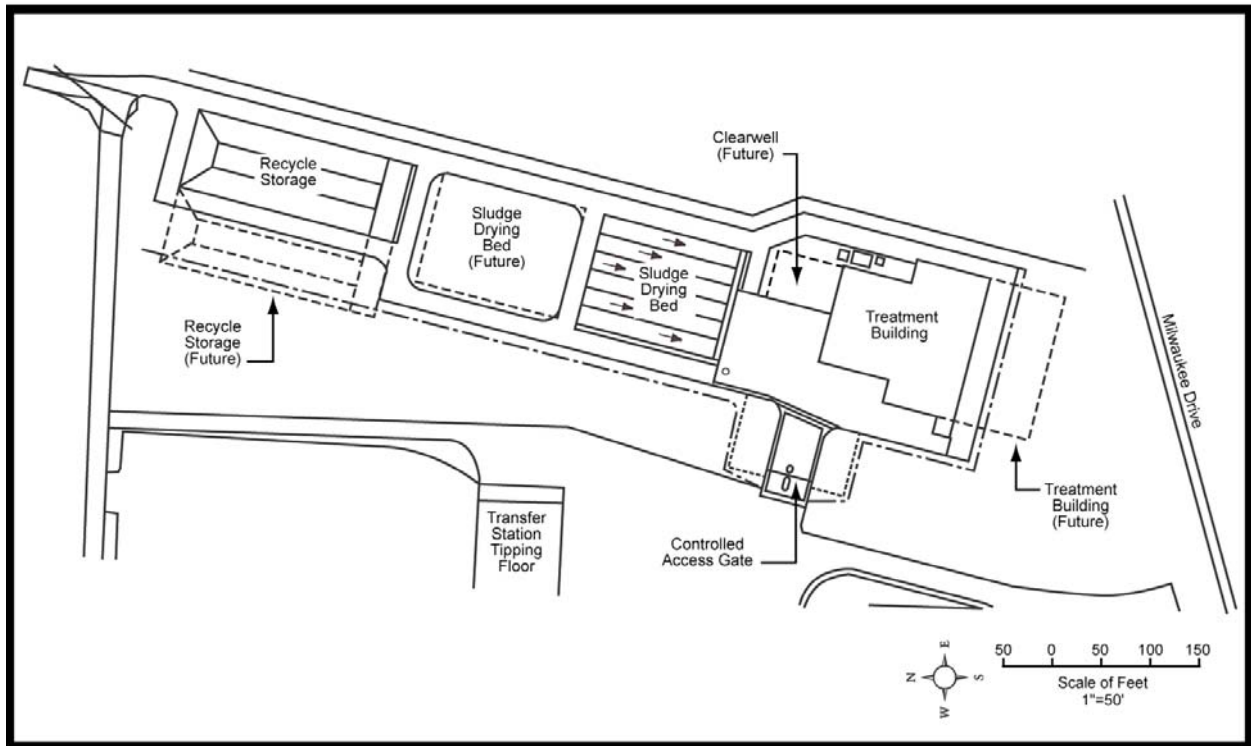 Clearwell
(Future)
Recycle
Storage
Sludge
Drying
Bed
(Future)
Sludge
Drying
Bed
Treatment
Building
Milwaukee Drive
Recycle
Storage
(Future)
Treatment
Building
(Future)
Transfer
Station
Tipping
Floor
Controlled
Access Gate
E
N
S
W
50 0 50 100 150
Scale of Feet
1"=50'